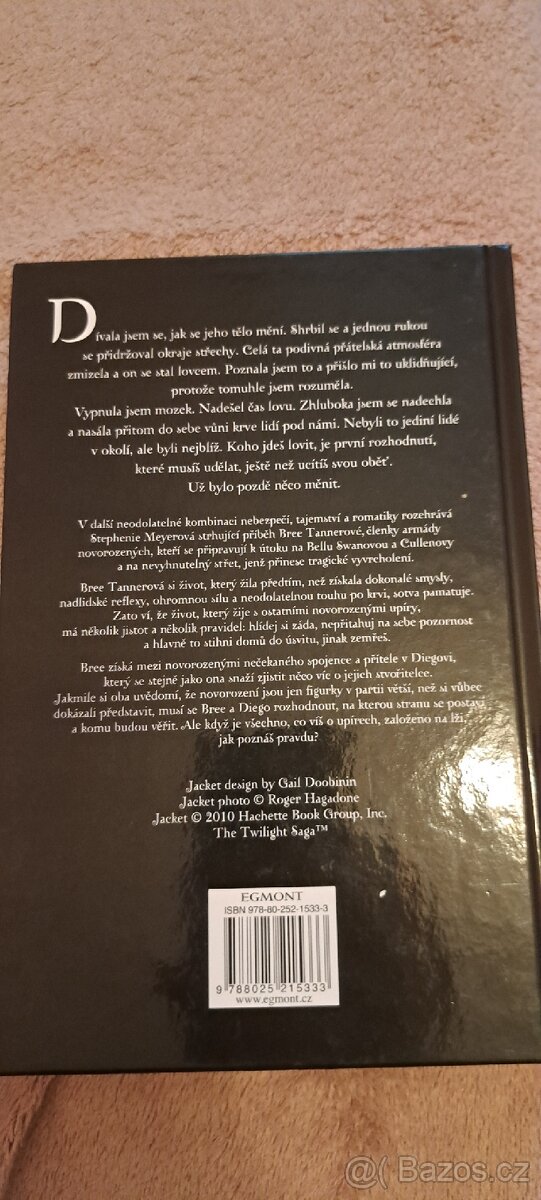 Dívala jsem se, jak se jeho tělo mění. Shrbil se a jednou rukou
se přidržoval okraje střechy. Celá ta podivná přátelská atmosféra
zmizela a on se stal lovcem. Poznala jsem to a přišlo mi to uklidňující,
protože tomuhle jsem rozuměla.
Vypnula jsem mozek. Nadešel čas lovu. Zhluboka jsem se nadechla
a nasála přitom do sebe vůni krve lidí pod námi. Nebyli to jediní lidé
v okolí, ale byli nejblíž. Koho jdeš lovit, je první rozhodnutí,
které musíš udělat, ještě než ucítíš svou oběť.
Už bylo pozdě něco měnit.
V další neodolatelné kombinaci nebezpečí, tajemství a romatiky rozehrává
Stephenie Meyerová strhující příběh Bree Tannerové, členky armády
novorozených, kteří se připravují k útoku na Bellu Swanovou a Cullenovy
a na nevyhnutelný střet, jenž přinese tragické vyvrcholení.
Bree Tannerová si život, který žila předtím, než získala dokonalé smysly,
nadlidské reflexy, ohromnou sílu a neodolatelnou touhu po krvi, sotva pamatuje.
Zato ví, že život, který žije s ostatními novorozenými upíry,
má několik jistot a několik pravidel: hlídej si záda, nepřitahuj na sebe pozornost
a hlavně to stihni domů do úsvitu, jinak zemřeš.
Bree získá mezi novorozenými nečekaného spojence a přítele v Diegovi,
který se stejně jako ona snaží zjistit něco víc o jejich stvořitelce.
Jakmile si oba uvědomí, že novorození jsou jen figurky v partii větší, než si vůbec
dokázali představit, musí se Bree a Diego rozhodnout, na kterou stranu se postaví
a komu budou věřit. Ale když je všechno, co víš o upírech, založeno na lži,
jak poznáš pravdu?
Jacket design by Gail Doobinin
Jacket photo © Roger Hagadone
Jacket © 2010 Hachette Book Group, Inc.
The Twilight Saga™
EGMONT
ISBN 978-80-252-1533-3
9 788025 215333
www.egmont.cz
@( Bazos.cz